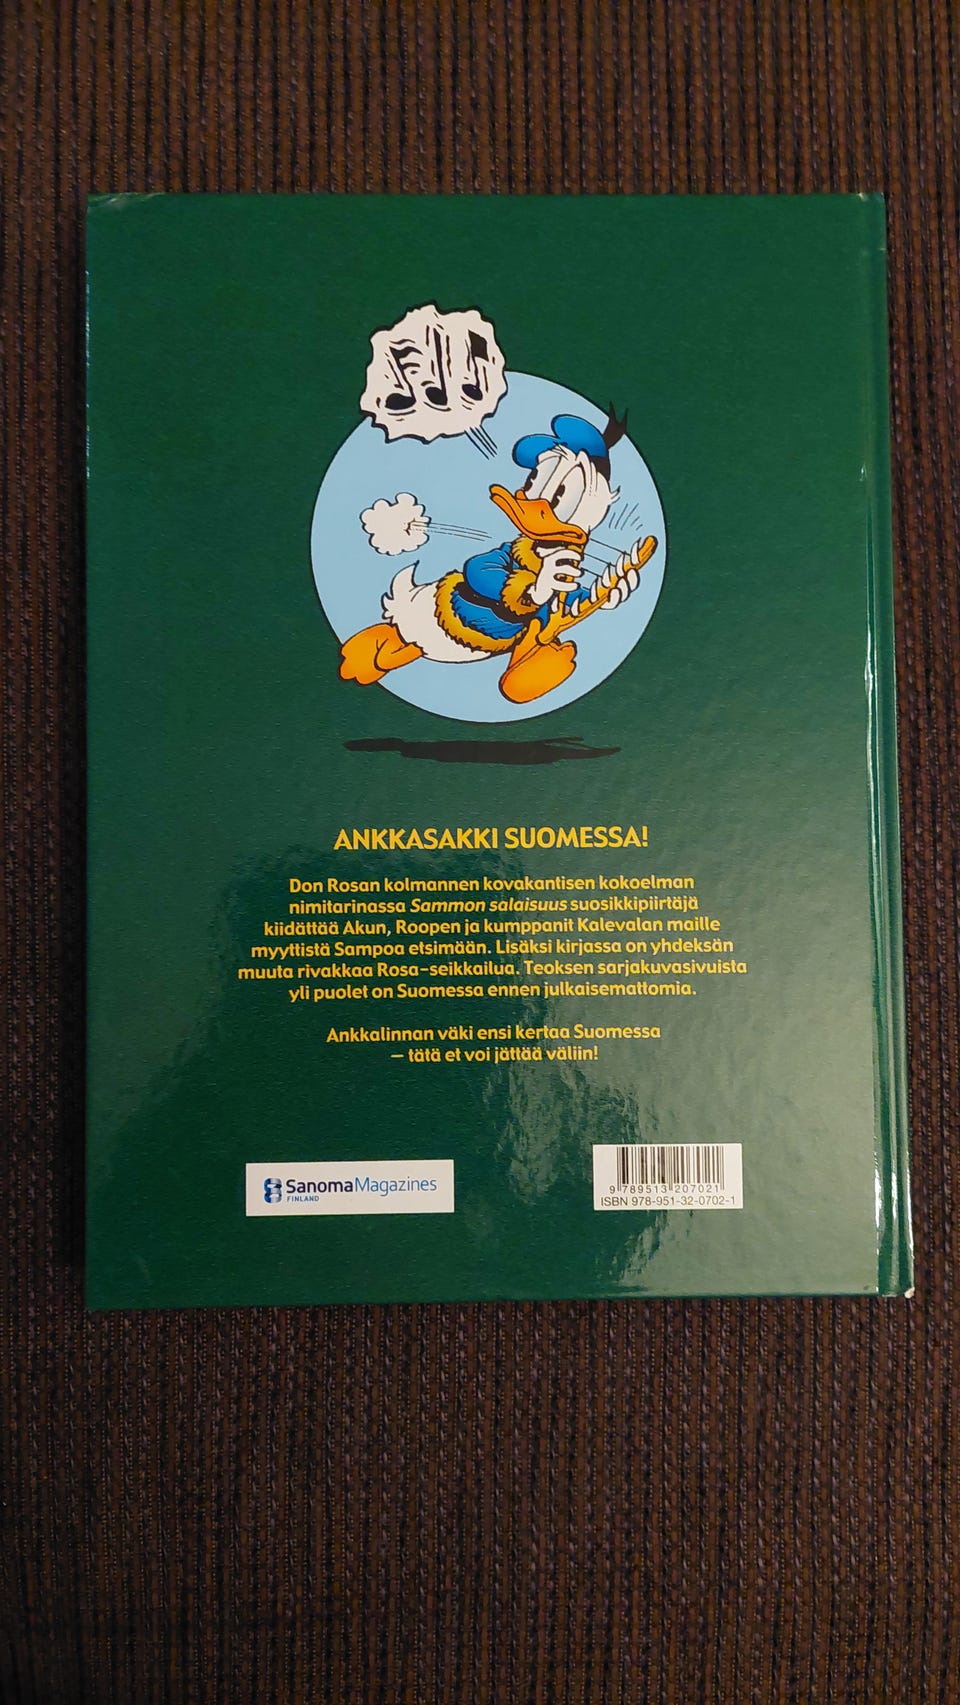 ANKKASAKKI SUOMESSA!
Don Rosan kolmannen kovakantisen kokoelman
nimitarinassa Sammon salaisuus suosikkipiirtäjä
kiidättää Akun, Roopen ja kumppanit Kalevalan maille
myyttistä Sampoa etsimään. Lisäksi kirjassa on yhdeksän
muuta rivakkaa Rosa-seikkailua. Teoksen sarjakuvasivuista
yli puolet on Suomessa ennen julkaisemattomia.
Ankkalinnan väki ensi kertaa Suomessa
– tätä et voi jättää väliin!
SanomaMagazines
FINLAND
9 789513 207021
ISBN 978-951-32-0702-1